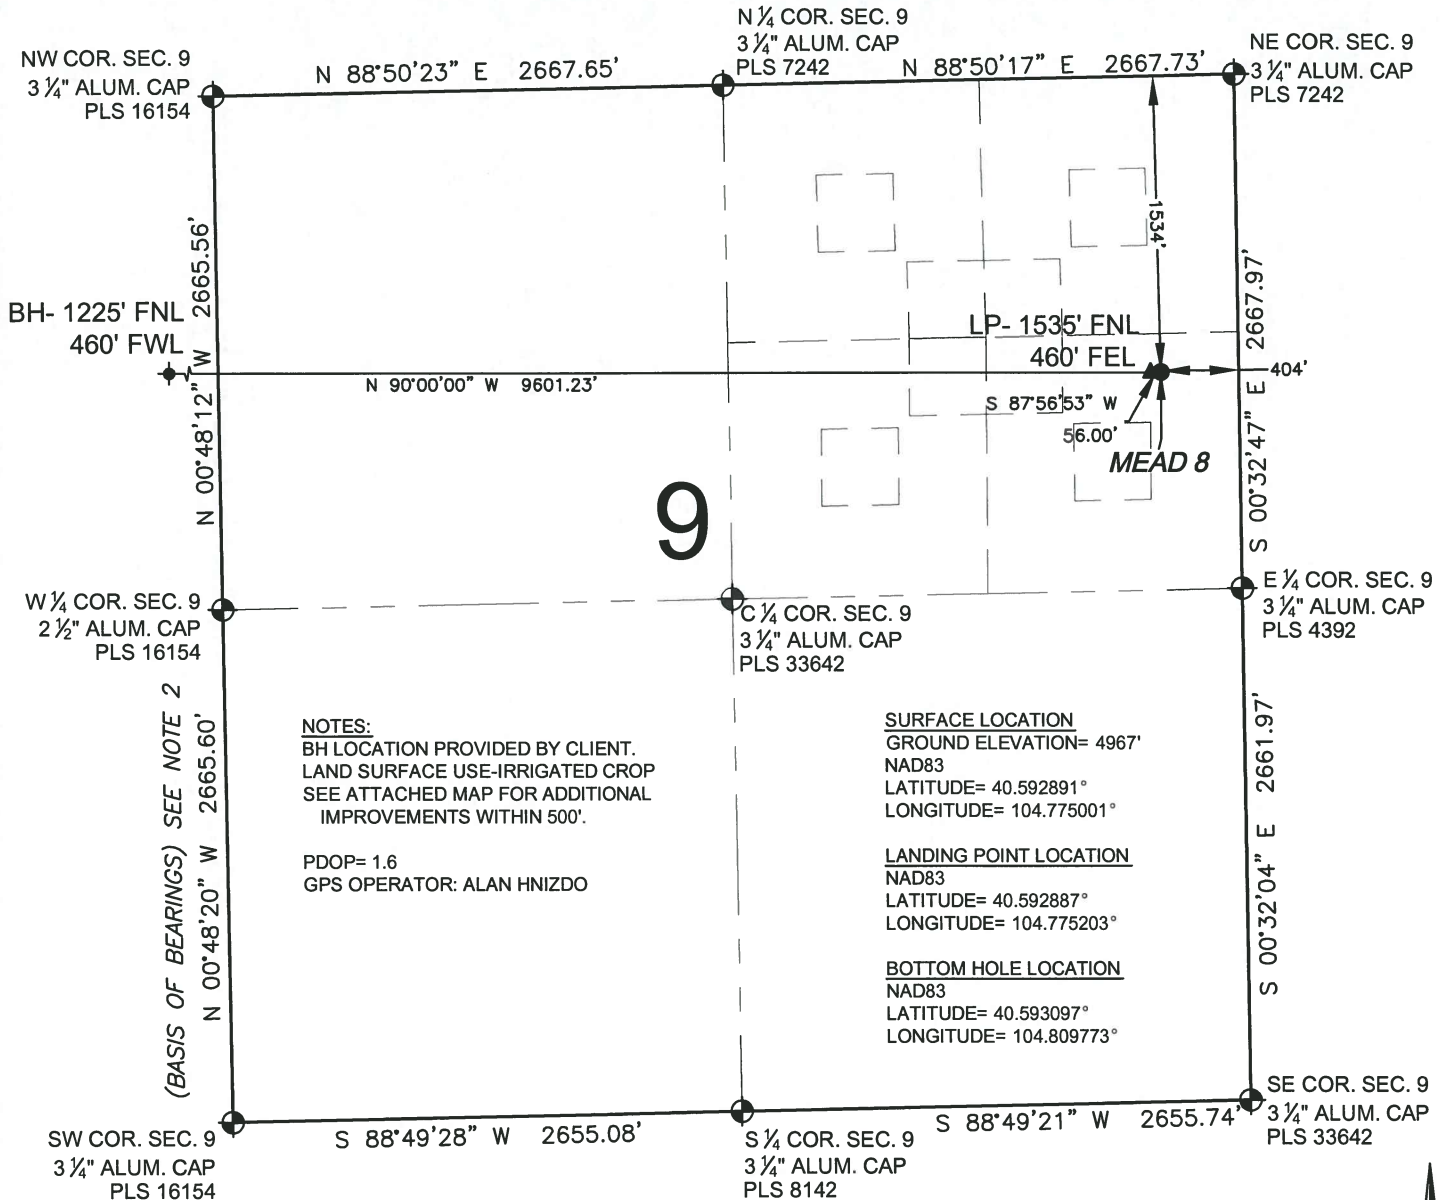 N ¼ COR. SEC. 9
3 ¼" ALUM. CAP
PLS 7242
NW COR. SEC. 9
3 ¼" ALUM. CAP
PLS 16154
N 88°50'23" E 2667.65'
N 88°50'17" E 2667.73'
NE COR. SEC. 9
3 ¼" ALUM. CAP
PLS 7242
N 00°48'12" W 2665.56'
1534'
S 00°32'47" E 2667.97'
BH- 1225' FNL
460' FWL
LP- 1535' FNL
460' FEL
404'
N 90°00'00" W 9601.23'
S 87°56'53" W
56.00'
MEAD 8
9
W ¼ COR. SEC. 9
2 ½" ALUM. CAP
PLS 16154
C ¼ COR. SEC. 9
3 ¼" ALUM. CAP
PLS 33642
E ¼ COR. SEC. 9
3 ¼" ALUM. CAP
PLS 4392
(BASIS OF BEARINGS) SEE NOTE 2
N 00°48'20" W 2665.60'
NOTES:
BH LOCATION PROVIDED BY CLIENT.
LAND SURFACE USE-IRRIGATED CROP
SEE ATTACHED MAP FOR ADDITIONAL
IMPROVEMENTS WITHIN 500'.
PDOP= 1.6
GPS OPERATOR: ALAN HNIZDO
SURFACE LOCATION
GROUND ELEVATION= 4967'
NAD83
LATITUDE= 40.592891°
LONGITUDE= 104.775001°
LANDING POINT LOCATION
NAD83
LATITUDE= 40.592887°
LONGITUDE= 104.775203°
BOTTOM HOLE LOCATION
NAD83
LATITUDE= 40.593097°
LONGITUDE= 104.809773°
S 00°32'04" E 2661.97'
SW COR. SEC. 9
3 ¼" ALUM. CAP
PLS 16154
S 88°49'28" W 2655.08'
S ¼ COR. SEC. 9
3 ¼" ALUM. CAP
PLS 8142
S 88°49'21" W 2655.74'
SE COR. SEC. 9
3 ¼" ALUM. CAP
PLS 33642